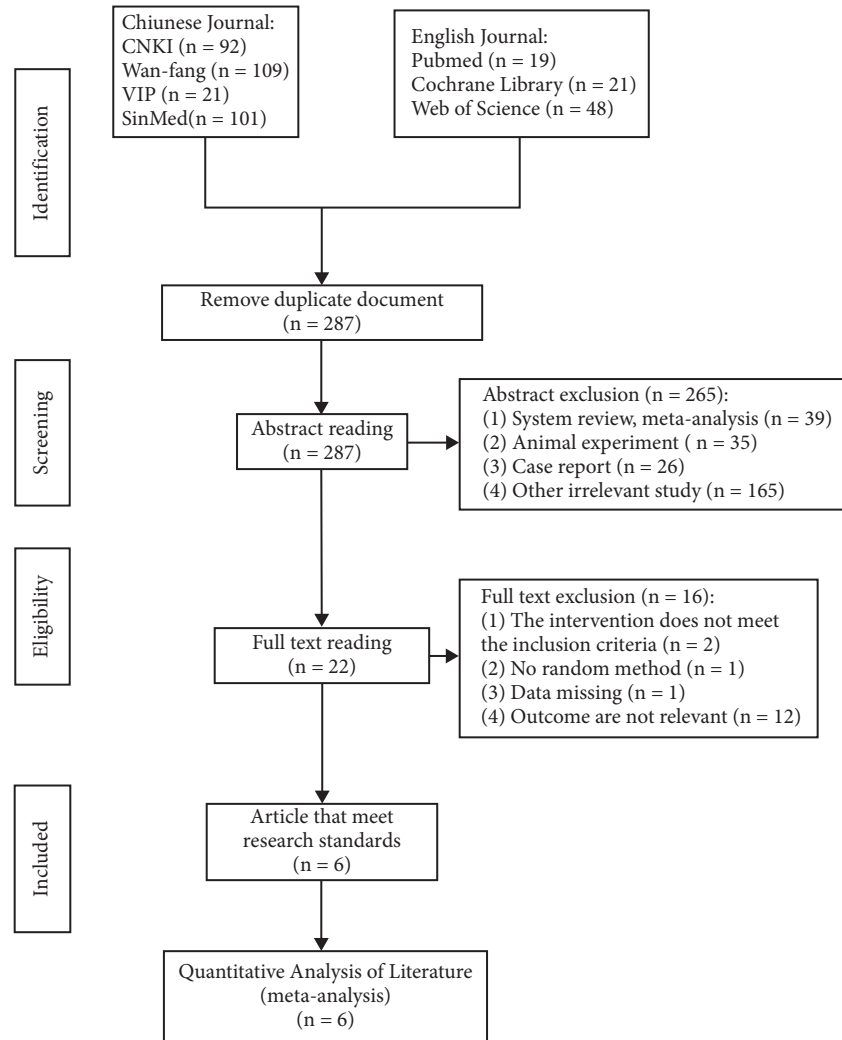 Chiunese Journal:
CNKI (n = 92)
Wan-fang (n = 109)
VIP (n = 21)
SinMed(n = 101)
English Journal:
Pubmed (n = 19)
Cochrane Library (n = 21)
Web of Science (n = 48)
Identification
Remove duplicate document
(n = 287)
Screening
Abstract reading
(n = 287)
Abstract exclusion (n = 265):
(1) System review, meta-analysis (n = 39)
(2) Animal experiment ( n = 35)
(3) Case report (n = 26)
(4) Other irrelevant study (n = 165)
Eligibility
Full text reading
(n = 22)
Full text exclusion (n = 16):
(1) The intervention does not meet
the inclusion criteria (n = 2)
(2) No random method (n = 1)
(3) Data missing (n = 1)
(4) Outcome are not relevant (n = 12)
Included
Article that meet
research standards
(n = 6)
Quantitative Analysis of Literature
(meta-analysis)
(n = 6)